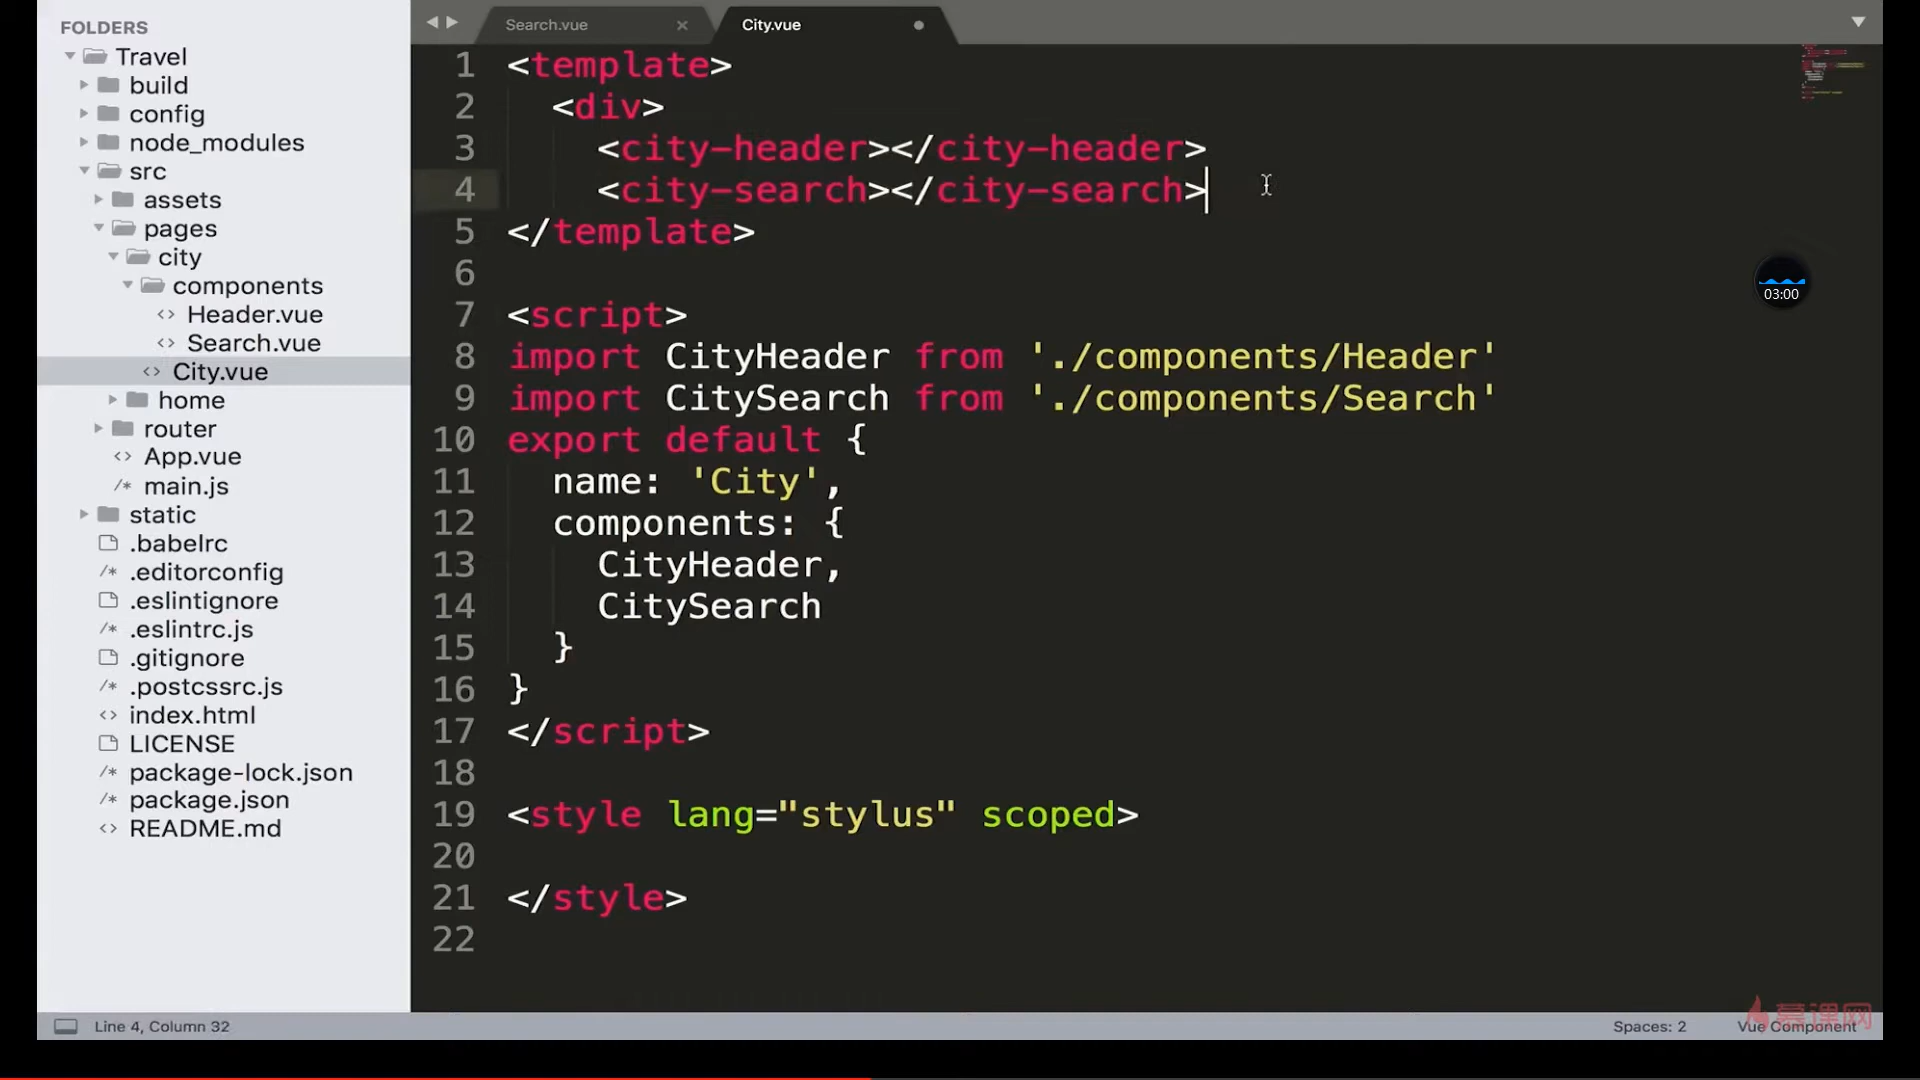 FOLDERS
Travel
build
config
node_modules
src
assets
pages
city
components
<> Header.vue
<> Search.vue
<> City.vue
home
router
<> App.vue
/* main.js
static
.babelrc
/* .editorconfig
.eslintignore
/* .eslintrc.js
.gitignore
/* .postcssrc.js
<> index.html
LICENSE
/* package-lock.json
/* package.json
<> README.md
Search.vue
City.vue
1 <template>
2 <div>
3 <city-header></city-header>
4 <city-search></city-search>
5 </template>
6
7 <script>
8 import CityHeader from './components/Header'
9 import CitySearch from './components/Search'
10 export default {
11 name: 'City',
12 components: {
13 CityHeader,
14 CitySearch
15 }
16 }
17 </script>
18
19 <style lang="stylus" scoped>
20
21 </style>
22
03:00
慕课网
Line 4, Column 32
Spaces: 2
Vue Component